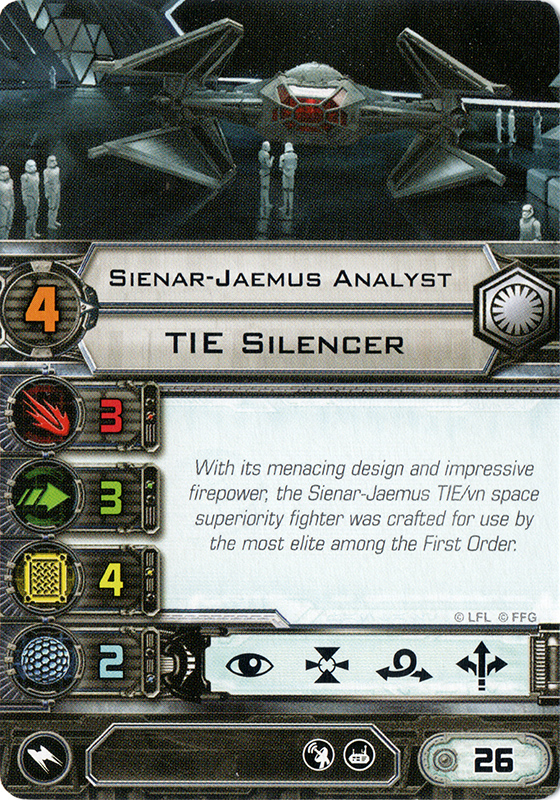 Sienar-Jaemus Analyst
4
TIE Silencer
3
With its menacing design and impressive
firepower, the Sienar-Jaemus TIE/vn space
superiority fighter was crafted for use by
the most elite among the First Order.
3
4
© LFL © FFG
2
26